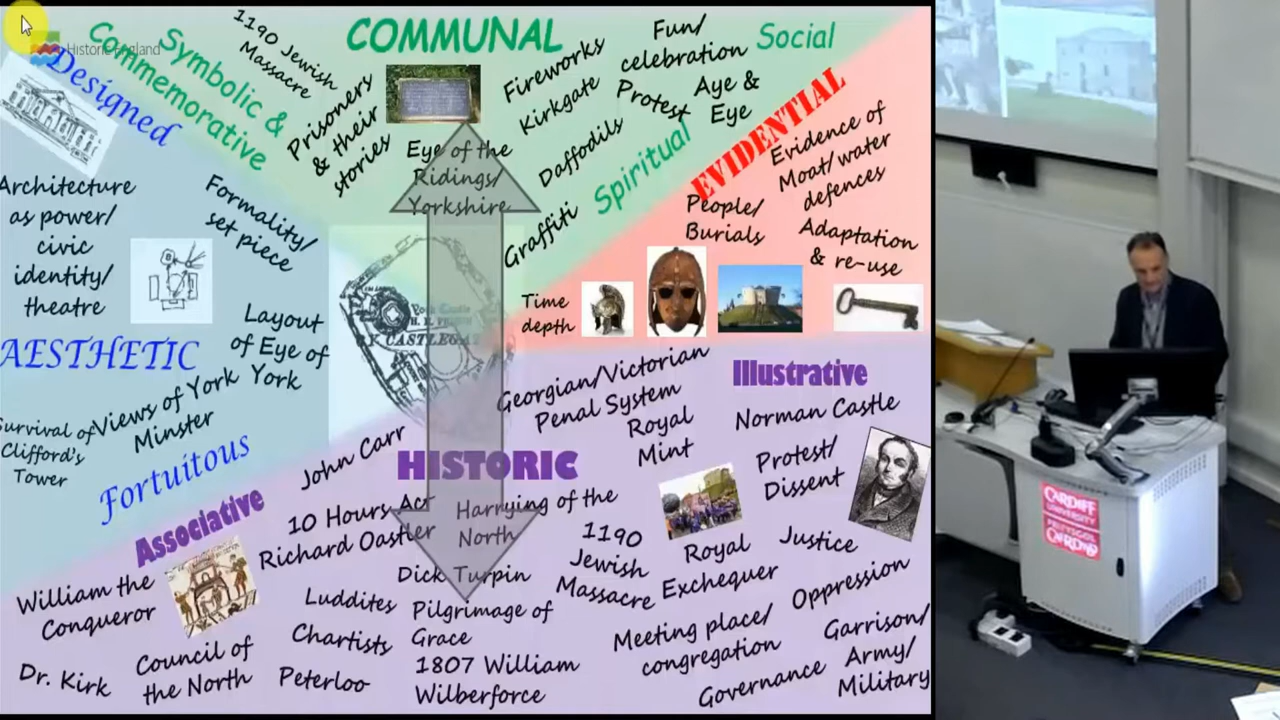 Historic England
Designed
Symbolic &
Commemorative
1190 Jewish
Massacre
Prisoners
& their
stories
COMMUNAL
Eye of the
Ridings/
Yorkshire
Fireworks
Kirkgate
Daffodils
Graffiti
Fun/
celebration
Protest
Aye &
Eye
Social
Spiritual
EVIDENTIAL
Evidence of
Moat/water
defences
People/
Burials
Adaptation
& re-use
Time
depth
Architecture
as power/
civic
identity/
theatre
Formality/
set piece
Layout
of Eye of
York
AESTHETIC
Views of York
Minster
Survival of
Clifford's
Tower
Fortuitous
Associative
John Carr
HISTORIC
Georgian/Victorian
Penal System
Royal
Mint
Illustrative
Norman Castle
Protest/
Dissent
10 Hours Act
Richard Oastler
Harrying of the
North
1190
Jewish
Massacre
Royal
Exchequer
Justice
Oppression
Dick Turpin
William the
Conqueror
Luddites
Chartists
Peterloo
Pilgrimage of
Grace
1807 William
Wilberforce
Meeting place/
congregation
Governance
Garrison/
Army/
Military
Dr. Kirk
Council of
the North
CARDIFF
UNIVERSITY
PRIFYSGOL
CAERDYDD